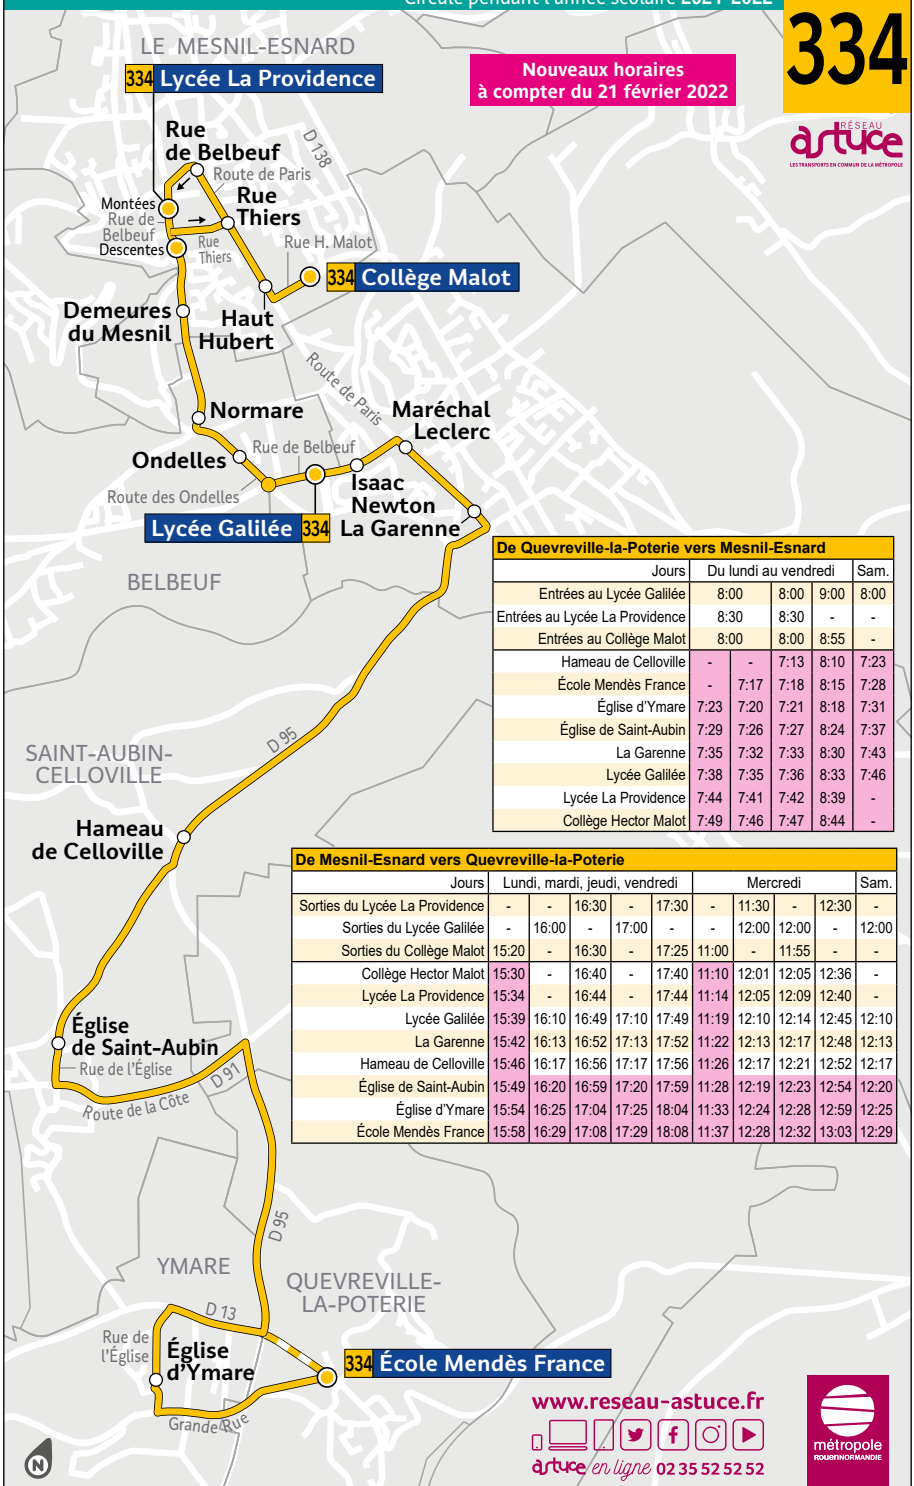 Circule pendant l'année scolaire 2021-2022
334
RÉSEAU
astuce
LES TRANSPORTS EN COMMUN DE LA MÉTROPOLE
Nouveaux horaires
à compter du 21 février 2022
LE MESNIL-ESNARD
334 Lycée La Providence
Rue
de Belbeuf
D 138
Route de Paris
Montées
Rue de
Belbeuf
Descentes
Rue
Thiers
Rue
Thiers
Rue H. Malot
334 Collège Malot
Demeures
du Mesnil
Haut
Hubert
Route de Paris
Normare
Maréchal
Leclerc
Ondelles
Rue de Belbeuf
Route des Ondelles
Isaac
Newton
Lycée Galilée 334
La Garenne
BELBEUF
De Quevreville-la-Poterie vers Mesnil-Esnard
Jours Du lundi au vendredi Sam.
Entrées au Lycée Galilée 8:00 8:00 9:00 8:00
Entrées au Lycée La Providence 8:30 8:30 - -
Entrées au Collège Malot 8:00 8:00 8:55 -
Hameau de Celloville - - 7:13 8:10 7:23
École Mendès France - 7:17 7:18 8:15 7:28
Église d'Ymare 7:23 7:20 7:21 8:18 7:31
Église de Saint-Aubin 7:29 7:26 7:27 8:24 7:37
La Garenne 7:35 7:32 7:33 8:30 7:43
Lycée Galilée 7:38 7:35 7:36 8:33 7:46
Lycée La Providence 7:44 7:41 7:42 8:39 -
Collège Hector Malot 7:49 7:46 7:47 8:44 -
D 95
SAINT-AUBIN-
CELLOVILLE
Hameau
de Celloville
De Mesnil-Esnard vers Quevreville-la-Poterie
Jours Lundi, mardi, jeudi, vendredi Mercredi Sam.
Sorties du Lycée La Providence - - 16:30 - 17:30 - 11:30 - 12:30 -
Sorties du Lycée Galilée - 16:00 - 17:00 - - 12:00 12:00 - 12:00
Sorties du Collège Malot 15:20 - 16:30 - 17:25 11:00 - 11:55 - -
Collège Hector Malot 15:30 - 16:40 - 17:40 11:10 12:01 12:05 12:36 -
Lycée La Providence 15:34 - 16:44 - 17:44 11:14 12:05 12:09 12:40 -
Lycée Galilée 15:39 16:10 16:49 17:10 17:49 11:19 12:10 12:14 12:45 12:10
La Garenne 15:42 16:13 16:52 17:13 17:52 11:22 12:13 12:17 12:48 12:13
Hameau de Celloville 15:46 16:17 16:56 17:17 17:56 11:26 12:17 12:21 12:52 12:17
Église de Saint-Aubin 15:49 16:20 16:59 17:20 17:59 11:28 12:19 12:23 12:54 12:20
Église d'Ymare 15:54 16:25 17:04 17:25 18:04 11:33 12:24 12:28 12:59 12:25
École Mendès France 15:58 16:29 17:08 17:29 18:08 11:37 12:28 12:32 13:03 12:29
Église
de Saint-Aubin
Rue de l'Église
D 91
Route de la Côte
D 95
YMARE
QUEVREVILLE-
LA-POTERIE
D 13
Rue de
l'Église
Église
d'Ymare
334 École Mendès France
Grande Rue
www.reseau-astuce.fr
astuce en ligne 02 35 52 52 52
métropole
ROUENNORMANDIE
N